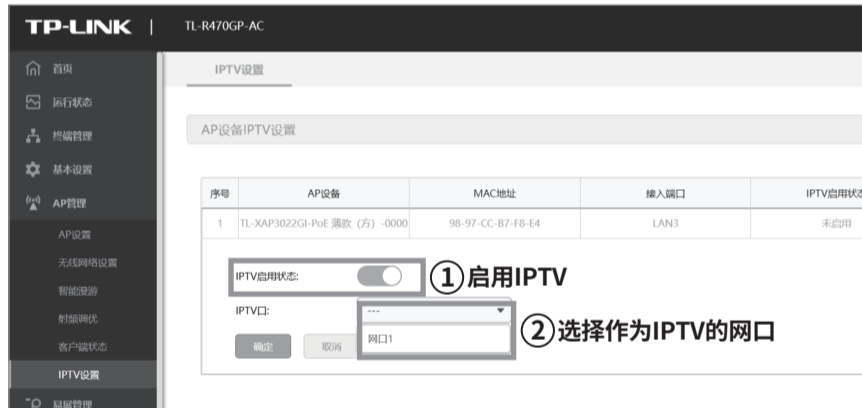 TP-LINK | TL-R470GP-AC
首页
运行状态
终端管理
基本设置
AP管理
AP设置
无线网络设置
智能漫游
射频调优
客户端状态
IPTV设置
易展管理
IPTV设置
AP设备IPTV设置
序号 AP设备 MAC地址 接入端口 IPTV启用状态
1 TL-XAP3022GI-PoE 薄款（方）-0000 98-97-CC-B7-F8-E4 LAN3 未启用
IPTV启用状态: ①启用IPTV
IPTV口: ---
网口1
②选择作为IPTV的网口
确定 取消